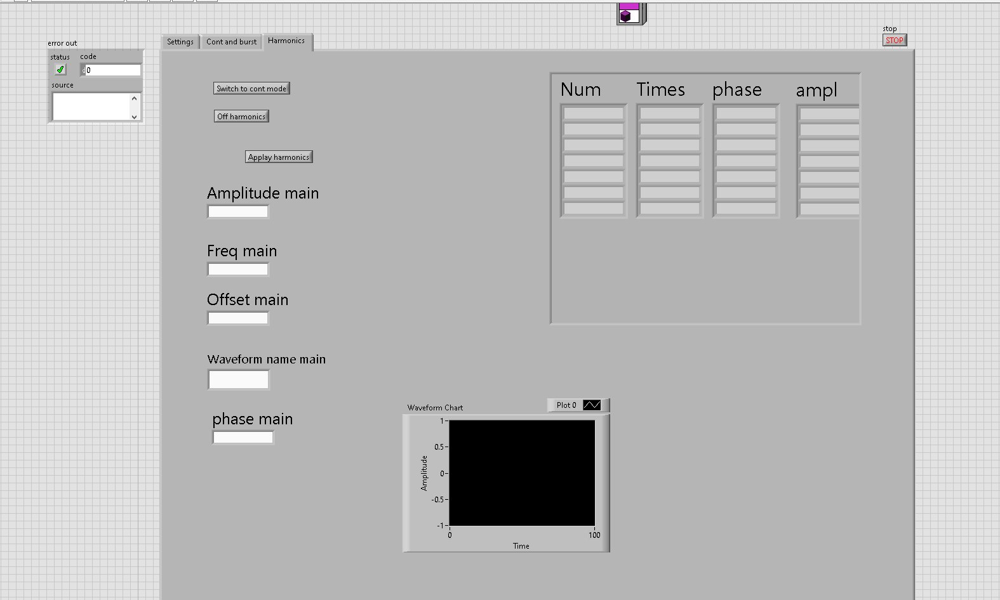 stop
STOP
error out
status
code
0
source
Settings
Cont and burst
Harmonics
Switch to cont mode
Off harmonics
Applay harmonics
Amplitude main
Freq main
Offset main
Waveform name main
phase main
Num
Times
phase
ampl
Waveform Chart
Plot 0
1
0.5
0
-0.5
-1
Amplitude
0
100
Time